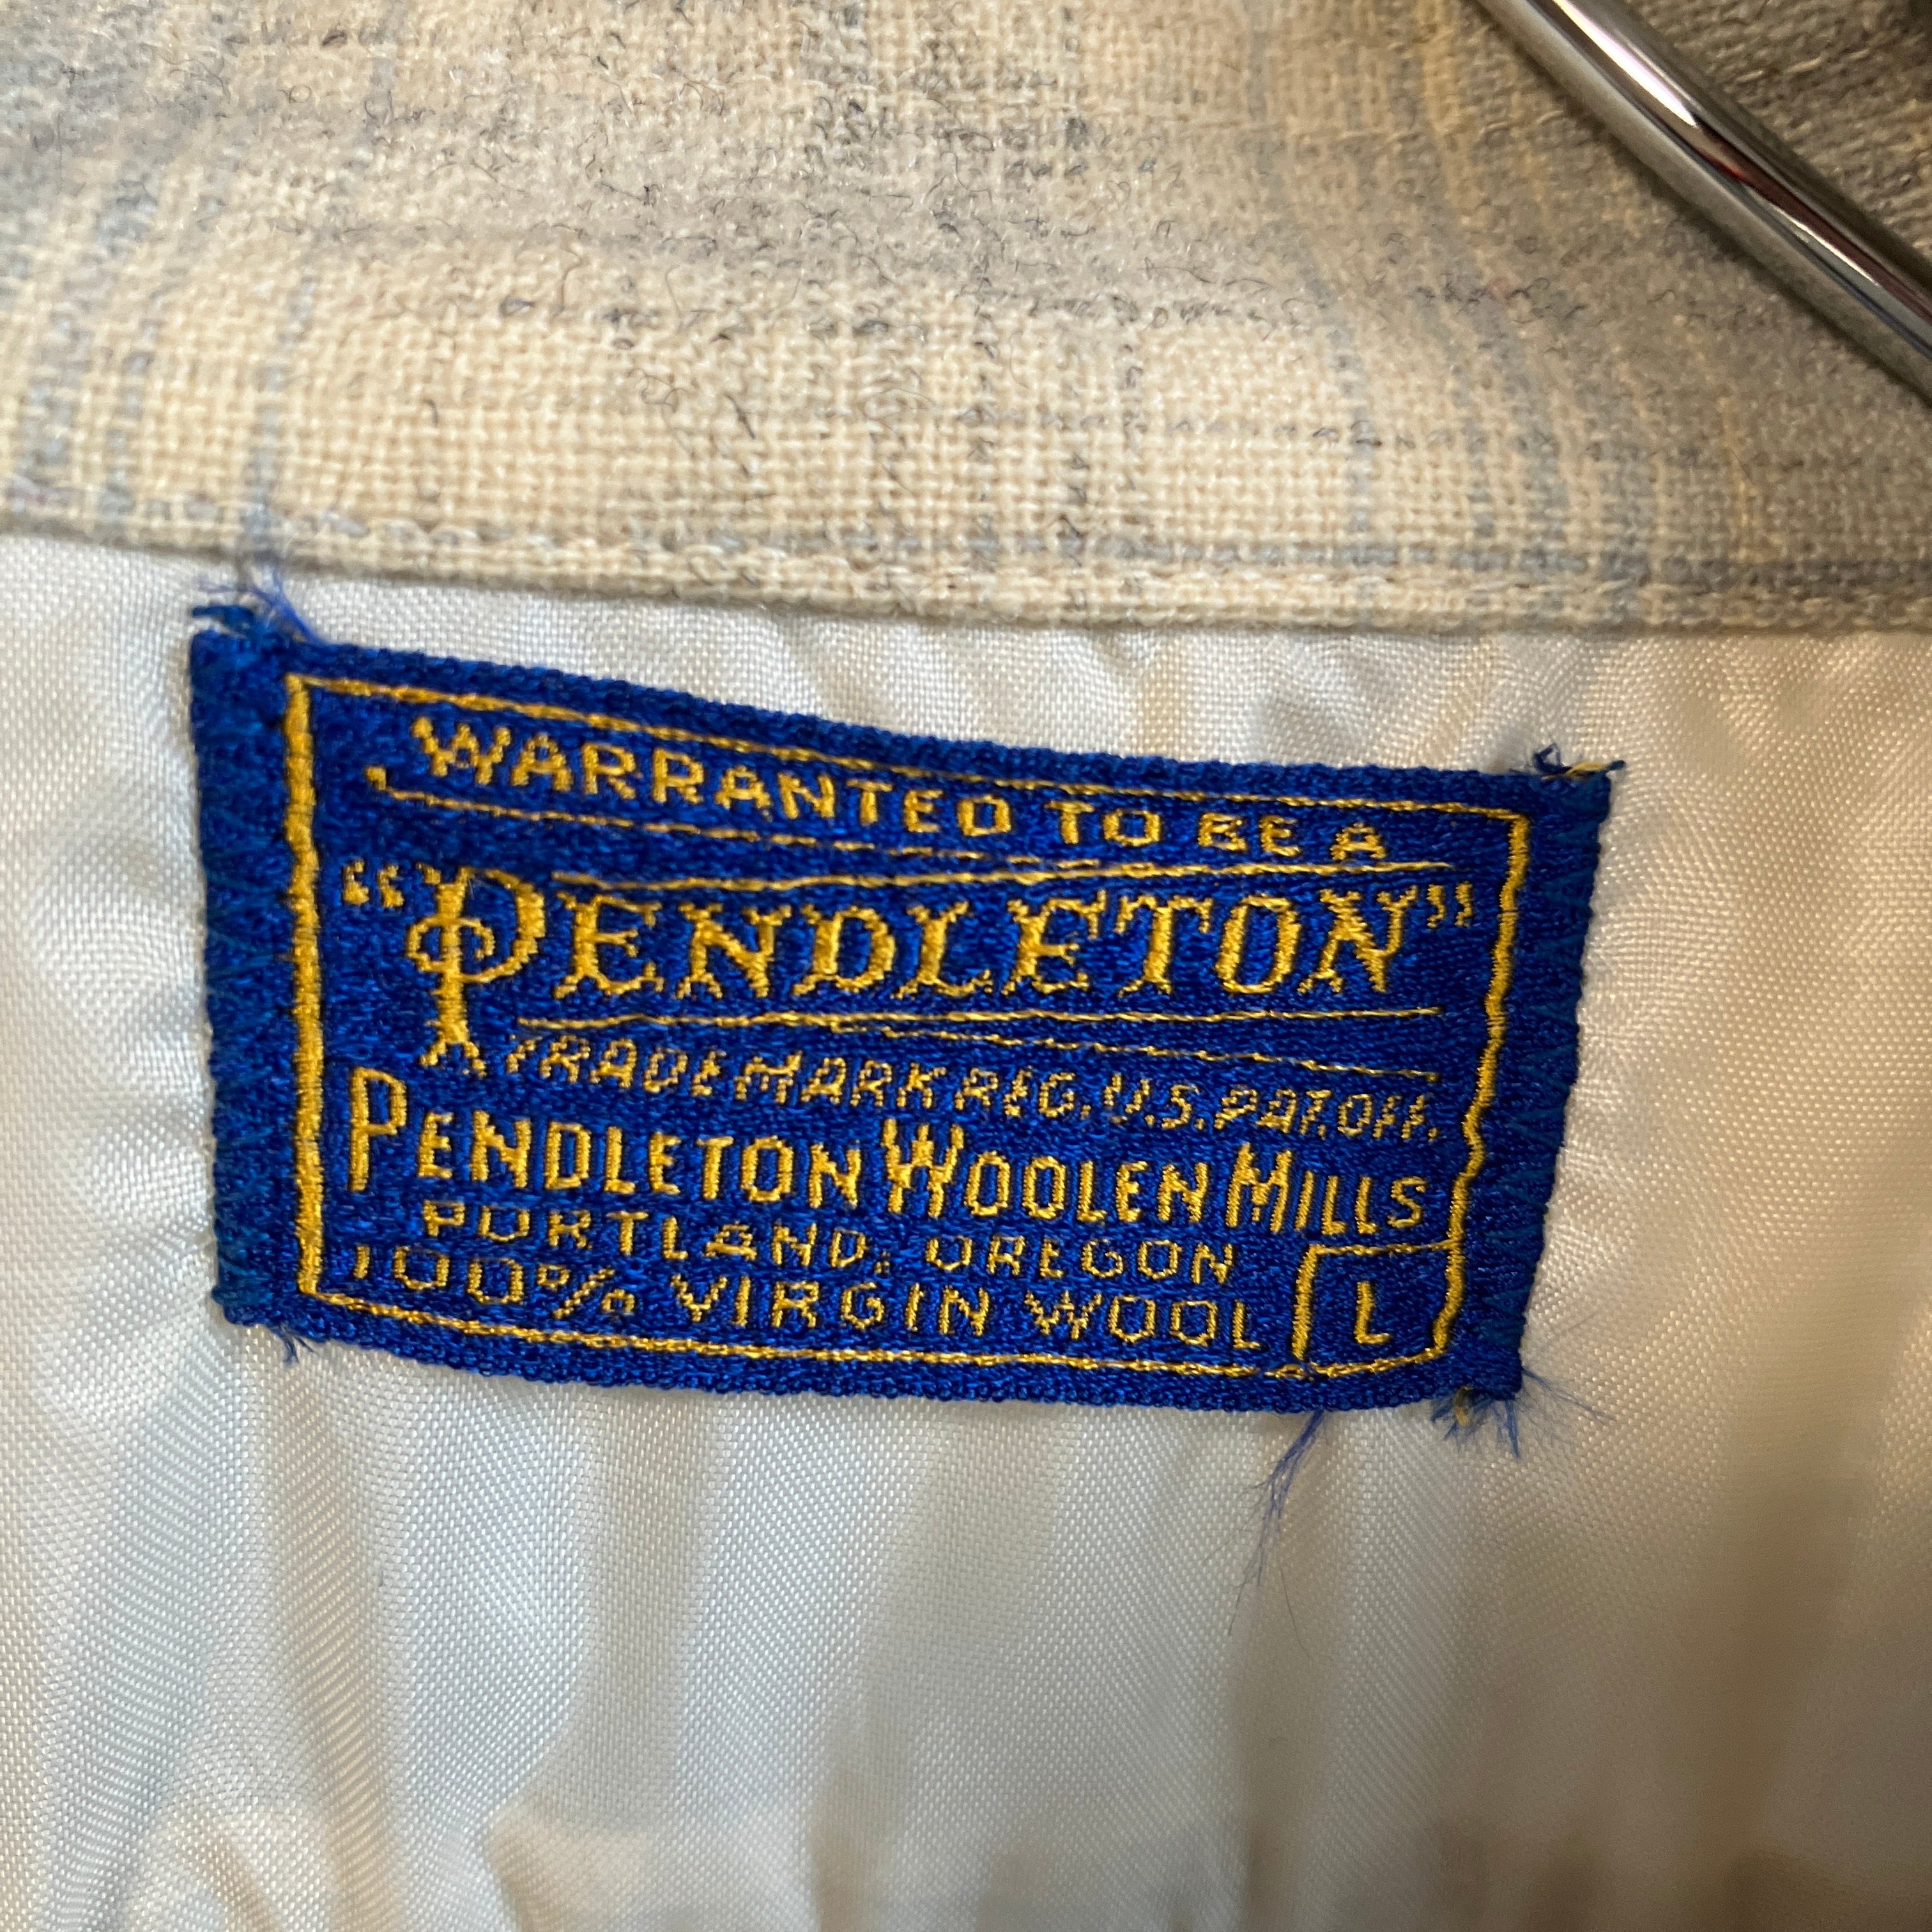 WARRANTED TO BE A
"PENDLETON"
TRADE MARK REG. U.S. PAT. OFF.
PENDLETON WOOLEN MILLS
PORTLAND, OREGON
100% VIRGIN WOOL L